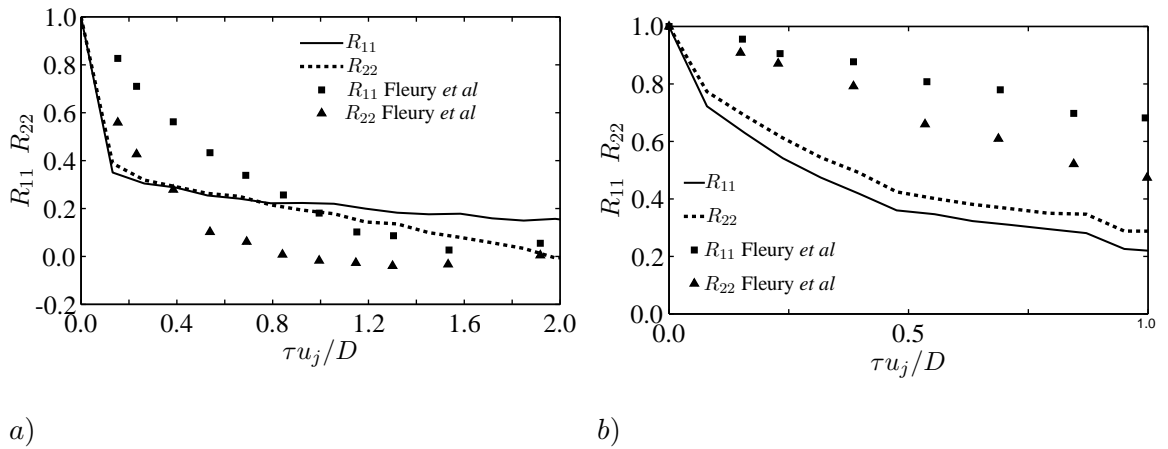 1.0
0.8
0.6
0.4
0.2
0.0
-0.2
R11 R22
R11
R22
R11 Fleury et al
R22 Fleury et al
0.0 0.4 0.8 1.2 1.6 2.0
τuj/D
a)
1.0
0.8
0.6
0.4
0.2
0.0
R11 R22
R11
R22
R11 Fleury et al
R22 Fleury et al
0.0 0.5 1.0
τuj/D
b)